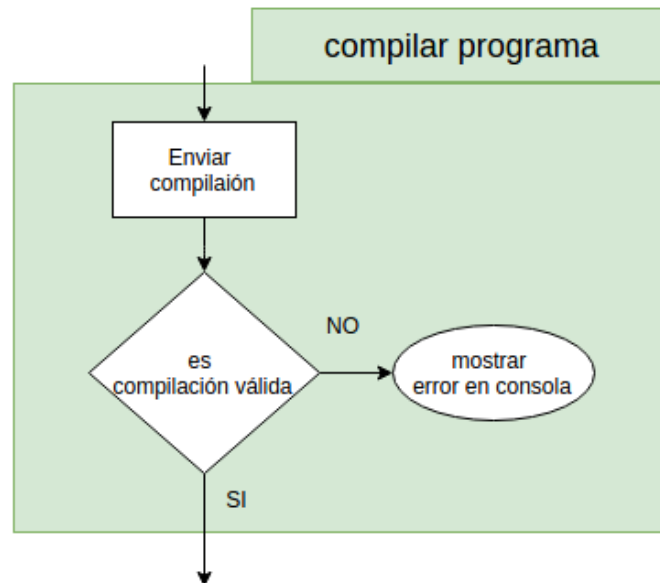 compilar programa
Enviar
compilaión
es
compilación válida
NO
mostrar
error en consola
SI